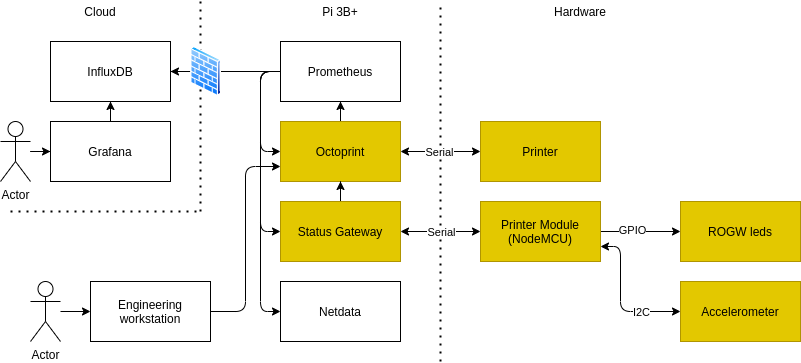 Cloud
Pi 3B+
Hardware
InfluxDB
Prometheus
Grafana
Octoprint
Serial
Printer
Actor
Status Gateway
Serial
Printer Module
(NodeMCU)
GPIO
ROGW leds
Engineering
workstation
Netdata
I2C
Accelerometer
Actor